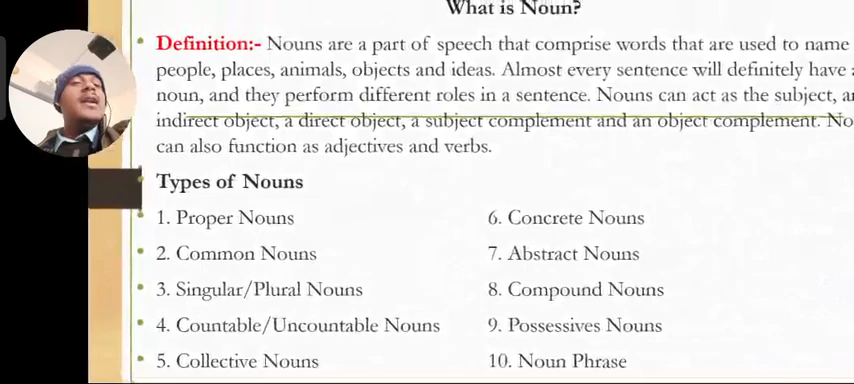 What is Noun?
Definition:- Nouns are a part of speech that comprise words that are used to name
people, places, animals, objects and ideas. Almost every sentence will definitely have
noun, and they perform different roles in a sentence. Nouns can act as the subject,
indirect object, a direct object, a subject complement and an object complement.
can also function as adjectives and verbs.
Types of Nouns
1. Proper Nouns
2. Common Nouns
3. Singular/Plural Nouns
4. Countable/Uncountable Nouns
5. Collective Nouns
6. Concrete Nouns
7. Abstract Nouns
8. Compound Nouns
9. Possessives Nouns
10. Noun Phrase